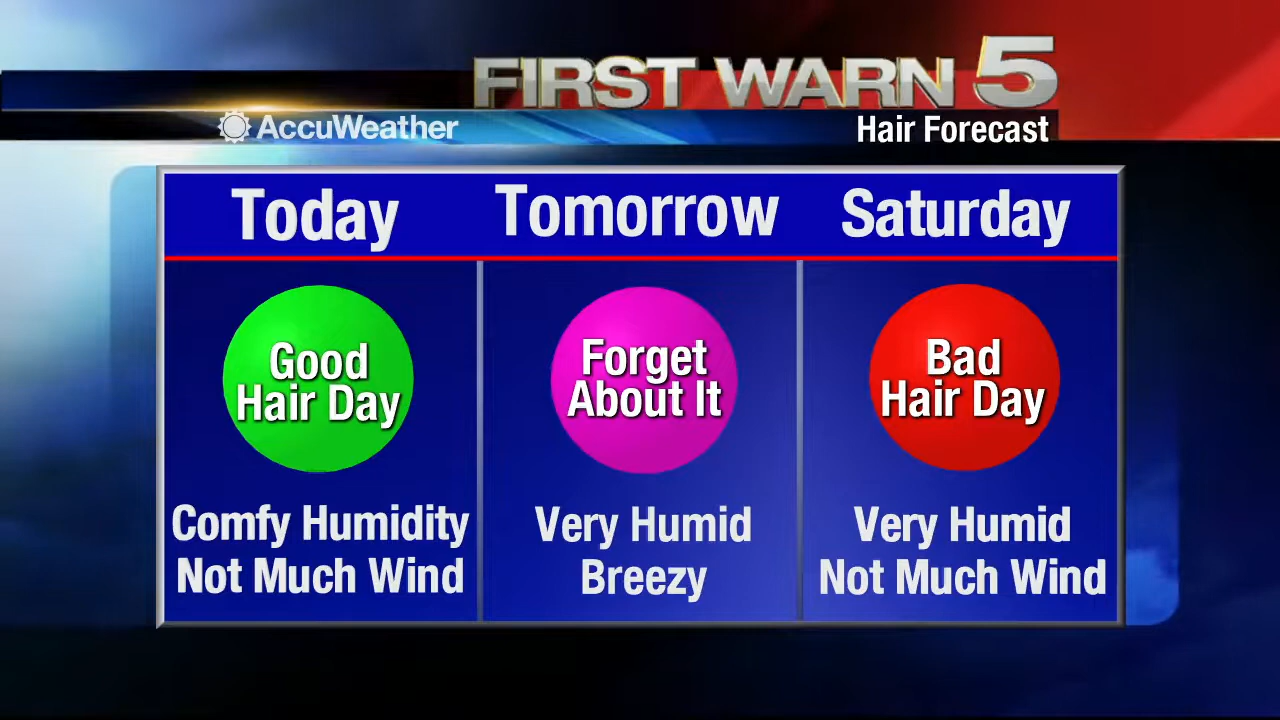 FIRST WARN 5
AccuWeather
Hair Forecast
Today
Tomorrow
Saturday
Good
Hair Day
Forget
About It
Bad
Hair Day
Comfy Humidity
Not Much Wind
Very Humid
Breezy
Very Humid
Not Much Wind